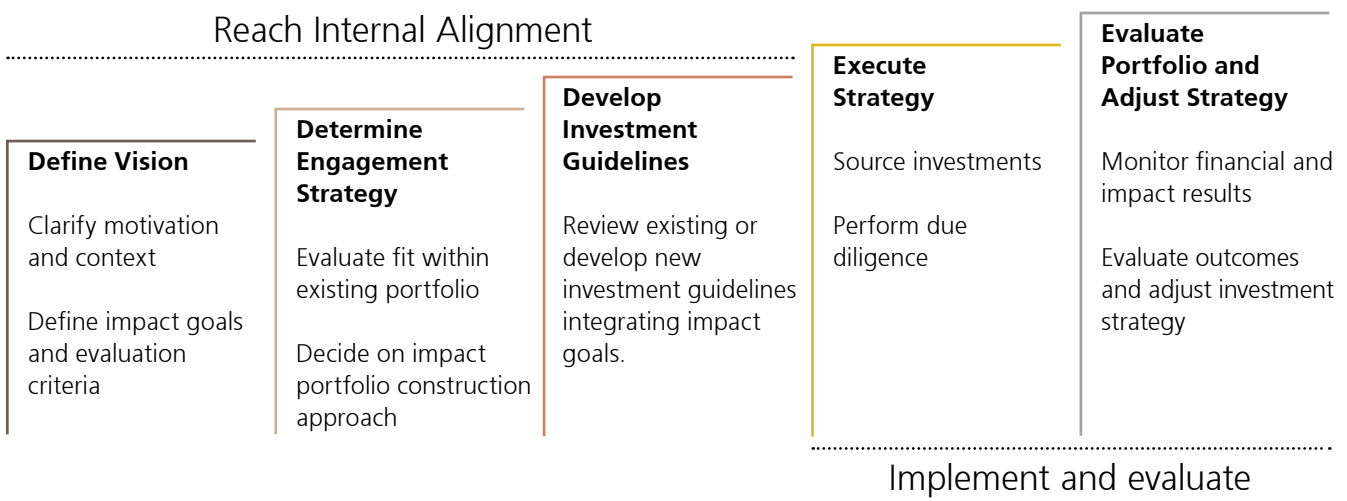 Reach Internal Alignment
Define Vision
Clarify motivation
and context
Define impact goals
and evaluation
criteria
Determine
Engagement
Strategy
Evaluate fit within
existing portfolio
Decide on impact
portfolio construction
approach
Develop
Investment
Guidelines
Review existing or
develop new
investment guidelines
integrating impact
goals.
Execute
Strategy
Source investments
Perform due
diligence
Evaluate
Portfolio and
Adjust Strategy
Monitor financial and
impact results
Evaluate outcomes
and adjust investment
strategy
Implement and evaluate